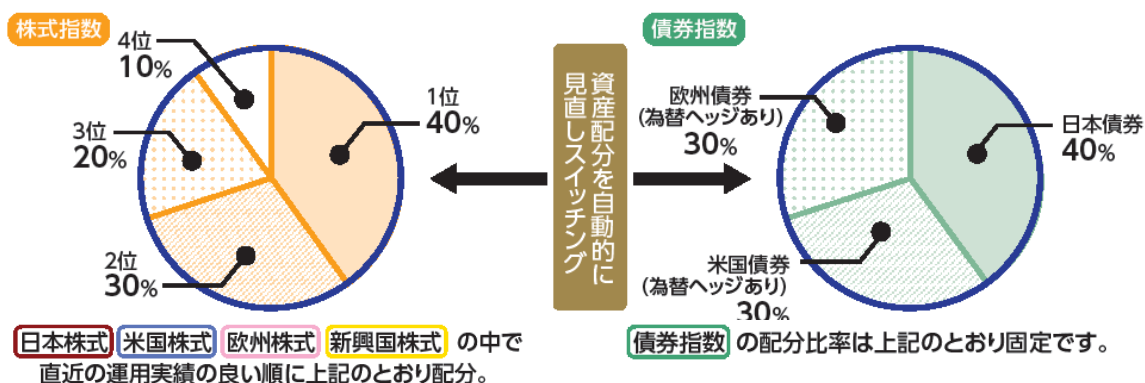 株式指数
4位
10%
1位
40%
3位
20%
2位
30%
日本株式 米国株式 欧州株式 新興国株式 の中で
直近の運用実績の良い順に上記のとおり配分。
資産配分を自動的に
見直しスイッチング
債券指数
欧州債券
(為替ヘッジあり)
30%
日本債券
40%
米国債券
(為替ヘッジあり)
30%
債券指数 の配分比率は上記のとおり固定です。